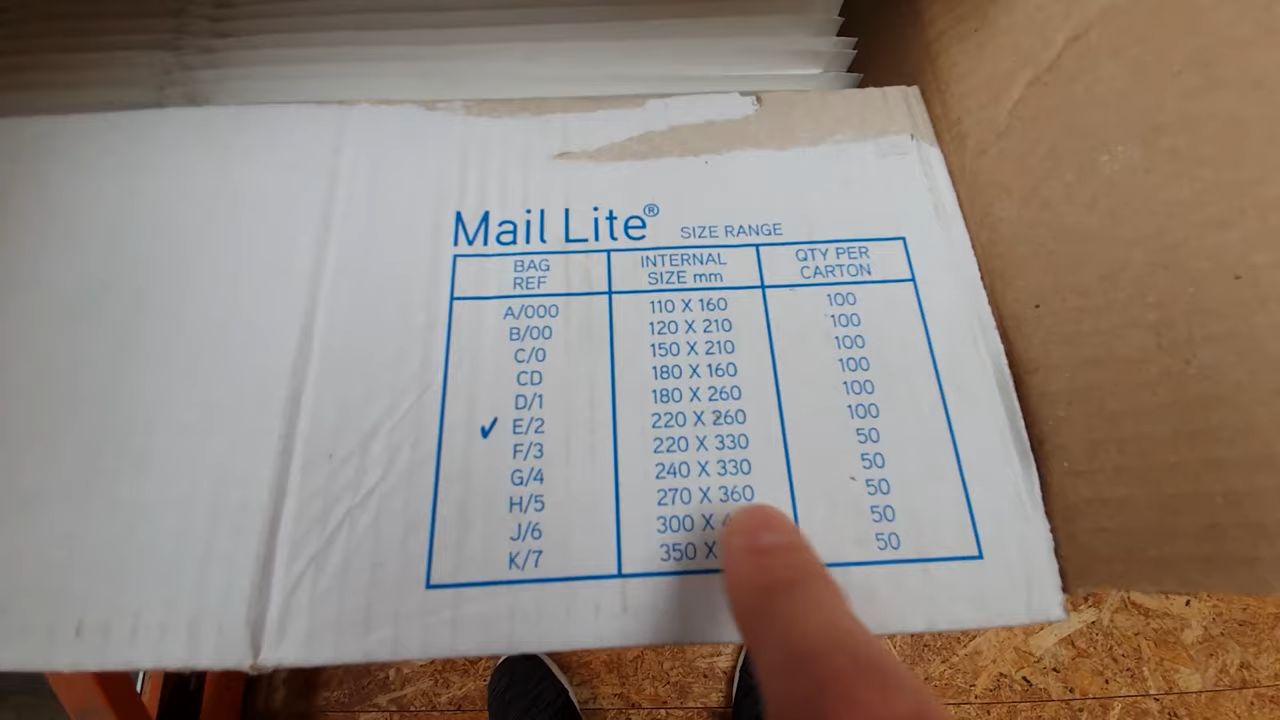 Mail Lite® SIZE RANGE
BAG REF INTERNAL SIZE mm QTY PER CARTON
A/000 110 X 160 100
B/00 120 X 210 100
C/0 150 X 210 100
CD 180 X 160 100
D/1 180 X 260 100
✓ E/2 220 X 260 100
F/3 220 X 330 50
G/4 240 X 330 50
H/5 270 X 360 50
J/6 300 X 50
K/7 350 X 50